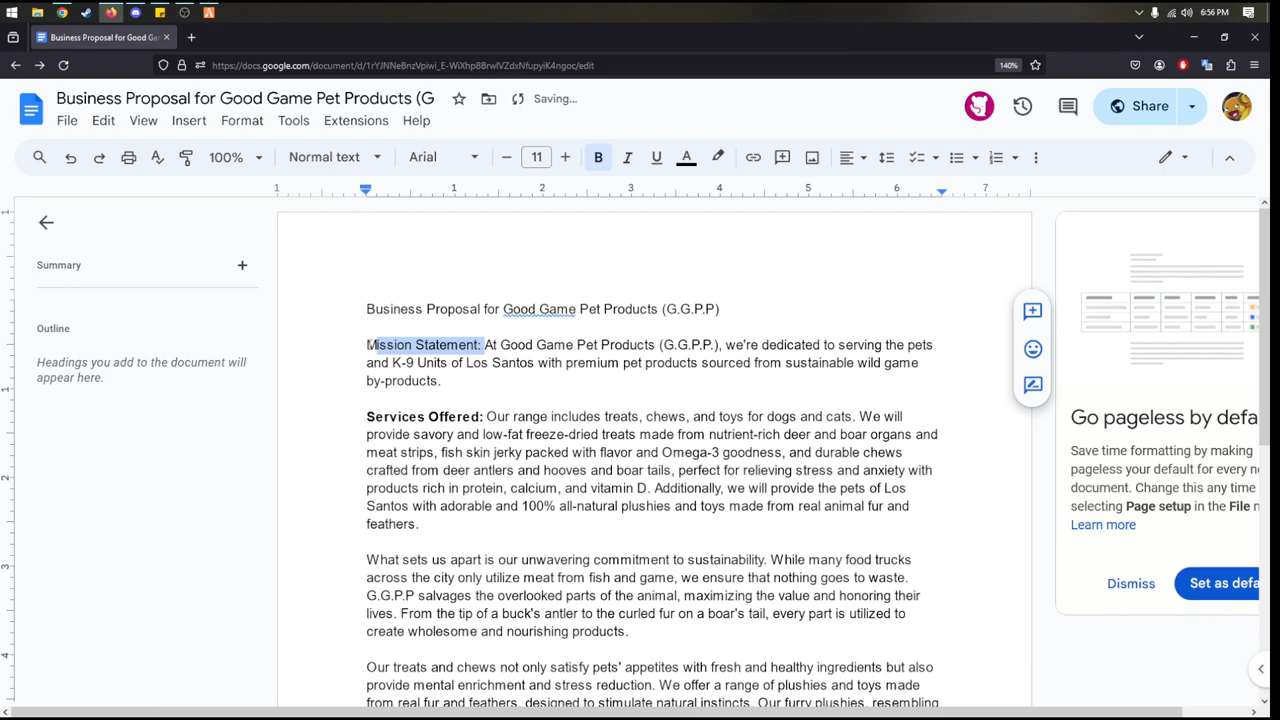 6:56 PM
Business Proposal for Good Ga
https://docs.google.com/document/d/1rYJNNeBnzVpiwi_E-WiXhp8BrwIVZdxNfupyiK4ngoc/edit
140%
Business Proposal for Good Game Pet Products (G
Saving...
File Edit View Insert Format Tools Extensions Help
Share
100% Normal text Arial 11 B I U A
1 1 2 3 4 5 6 7
Summary
Outline
Headings you add to the document will
appear here.
Business Proposal for Good Game Pet Products (G.G.P.P)
Mission Statement: At Good Game Pet Products (G.G.P.P.), we're dedicated to serving the pets
and K-9 Units of Los Santos with premium pet products sourced from sustainable wild game
by-products.
Services Offered: Our range includes treats, chews, and toys for dogs and cats. We will
provide savory and low-fat freeze-dried treats made from nutrient-rich deer and boar organs and
meat strips, fish skin jerky packed with flavor and Omega-3 goodness, and durable chews
crafted from deer antlers and hooves and boar tails, perfect for relieving stress and anxiety with
products rich in protein, calcium, and vitamin D. Additionally, we will provide the pets of Los
Santos with adorable and 100% all-natural plushies and toys made from real animal fur and
feathers.
What sets us apart is our unwavering commitment to sustainability. While many food trucks
across the city only utilize meat from fish and game, we ensure that nothing goes to waste.
G.G.P.P salvages the overlooked parts of the animal, maximizing the value and honoring their
lives. From the tip of a buck's antler to the curled fur on a boar's tail, every part is utilized to
create wholesome and nourishing products.
Our treats and chews not only satisfy pets' appetites with fresh and healthy ingredients but also
provide mental enrichment and stress reduction. We offer a range of plushies and toys made
from real fur and feathers, designed to stimulate natural instincts. Our furry plushies, resembling
Go pageless by defa
Save time formatting by making
pageless your default for every ne
document. Change this any time
selecting Page setup in the File m
Learn more
Dismiss
Set as defa
1
1
2
3
4